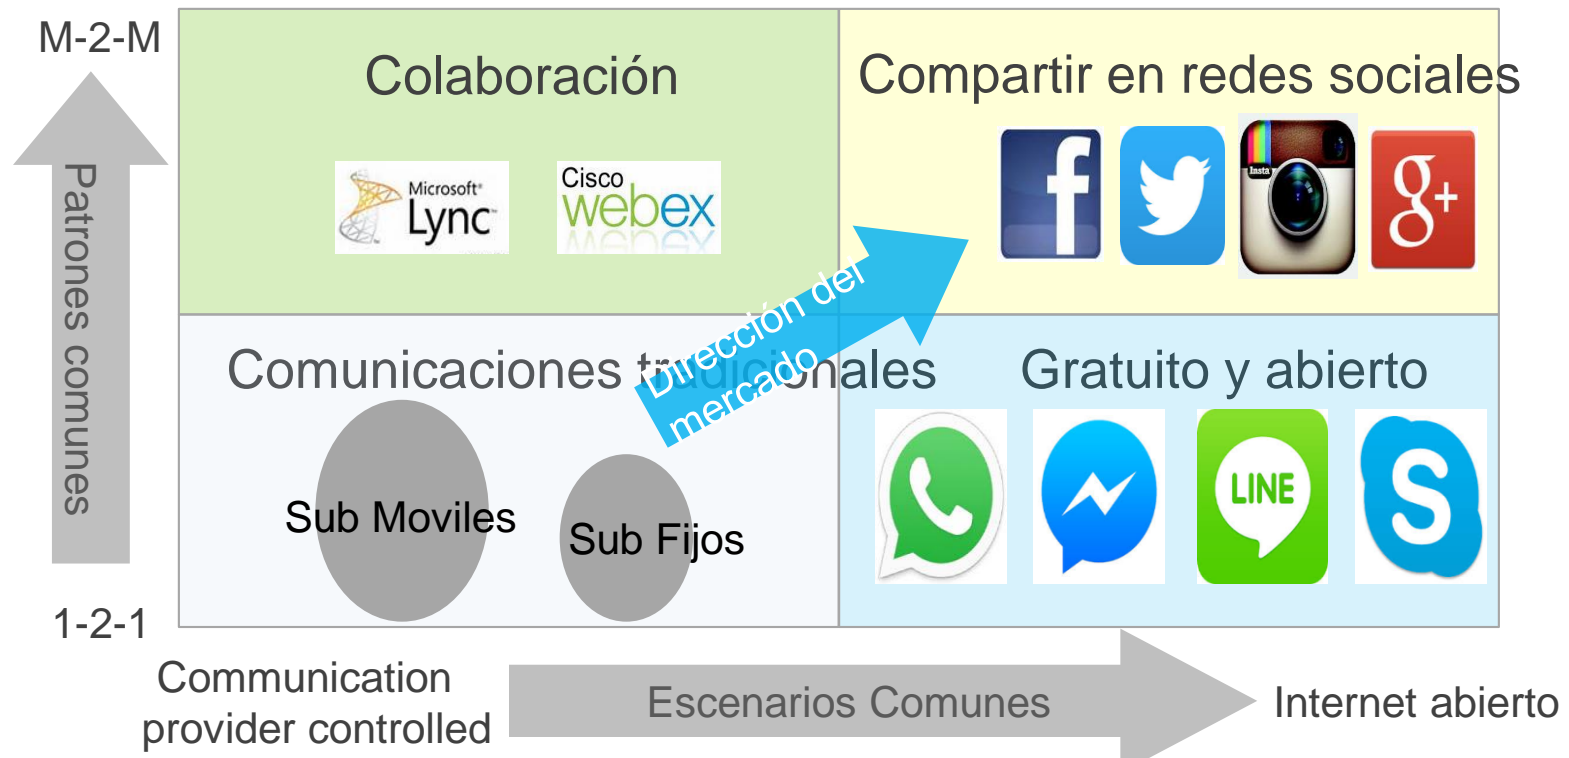 M-2-M
Patrones comunes
1-2-1
Colaboración
Microsoft®
Lync™
Cisco
webex
Compartir en redes sociales
f
Insta
g+
Dirección del
mercado
Comunicaciones tradicionales
Sub Moviles
Sub Fijos
Gratuito y abierto
LINE
S
Communication
provider controlled
Escenarios Comunes
Internet abierto